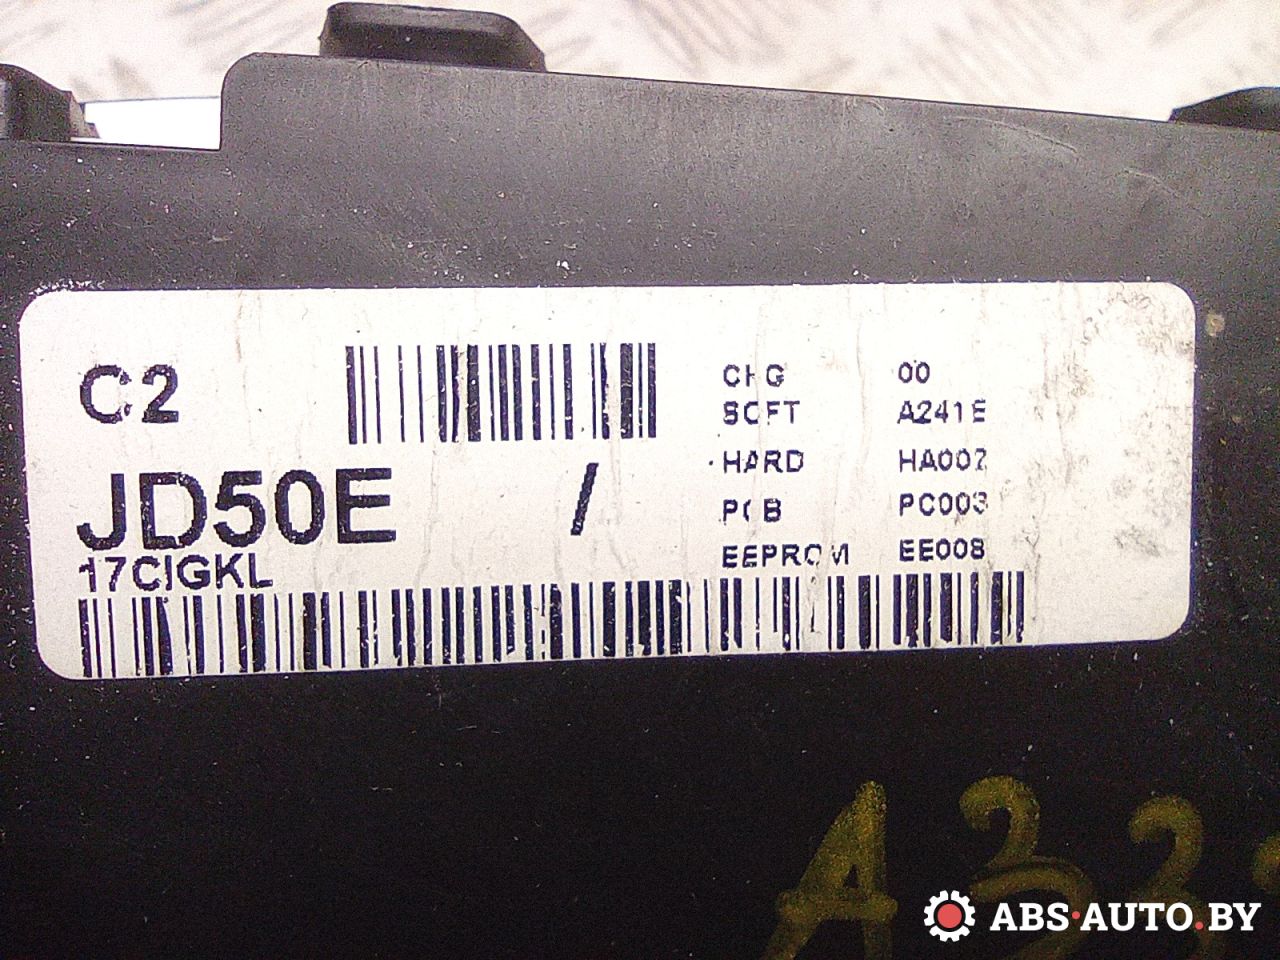 C2
CHG 00
SOFT A241E
HARD HA002
PCB PC003
EEPROM EE008
JD50E /
17CIGKL
ABS·AUTO.BY